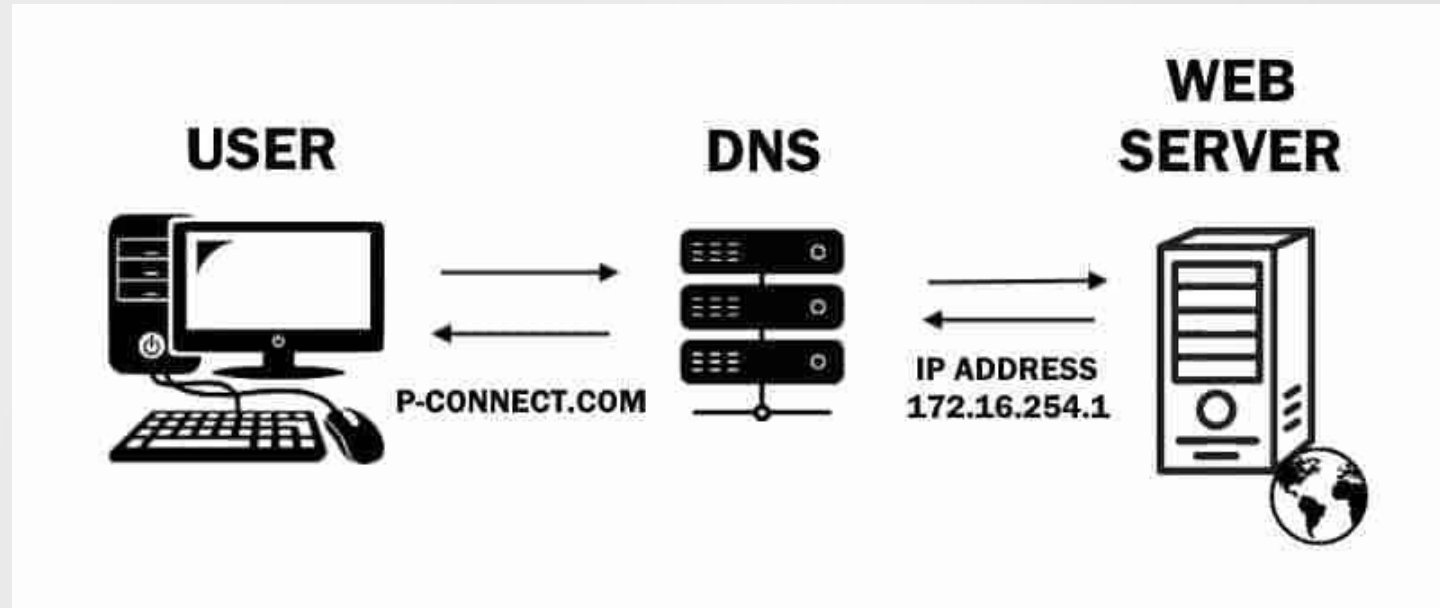 USER
DNS
WEB
SERVER
P-CONNECT.COM
IP ADDRESS
172.16.254.1